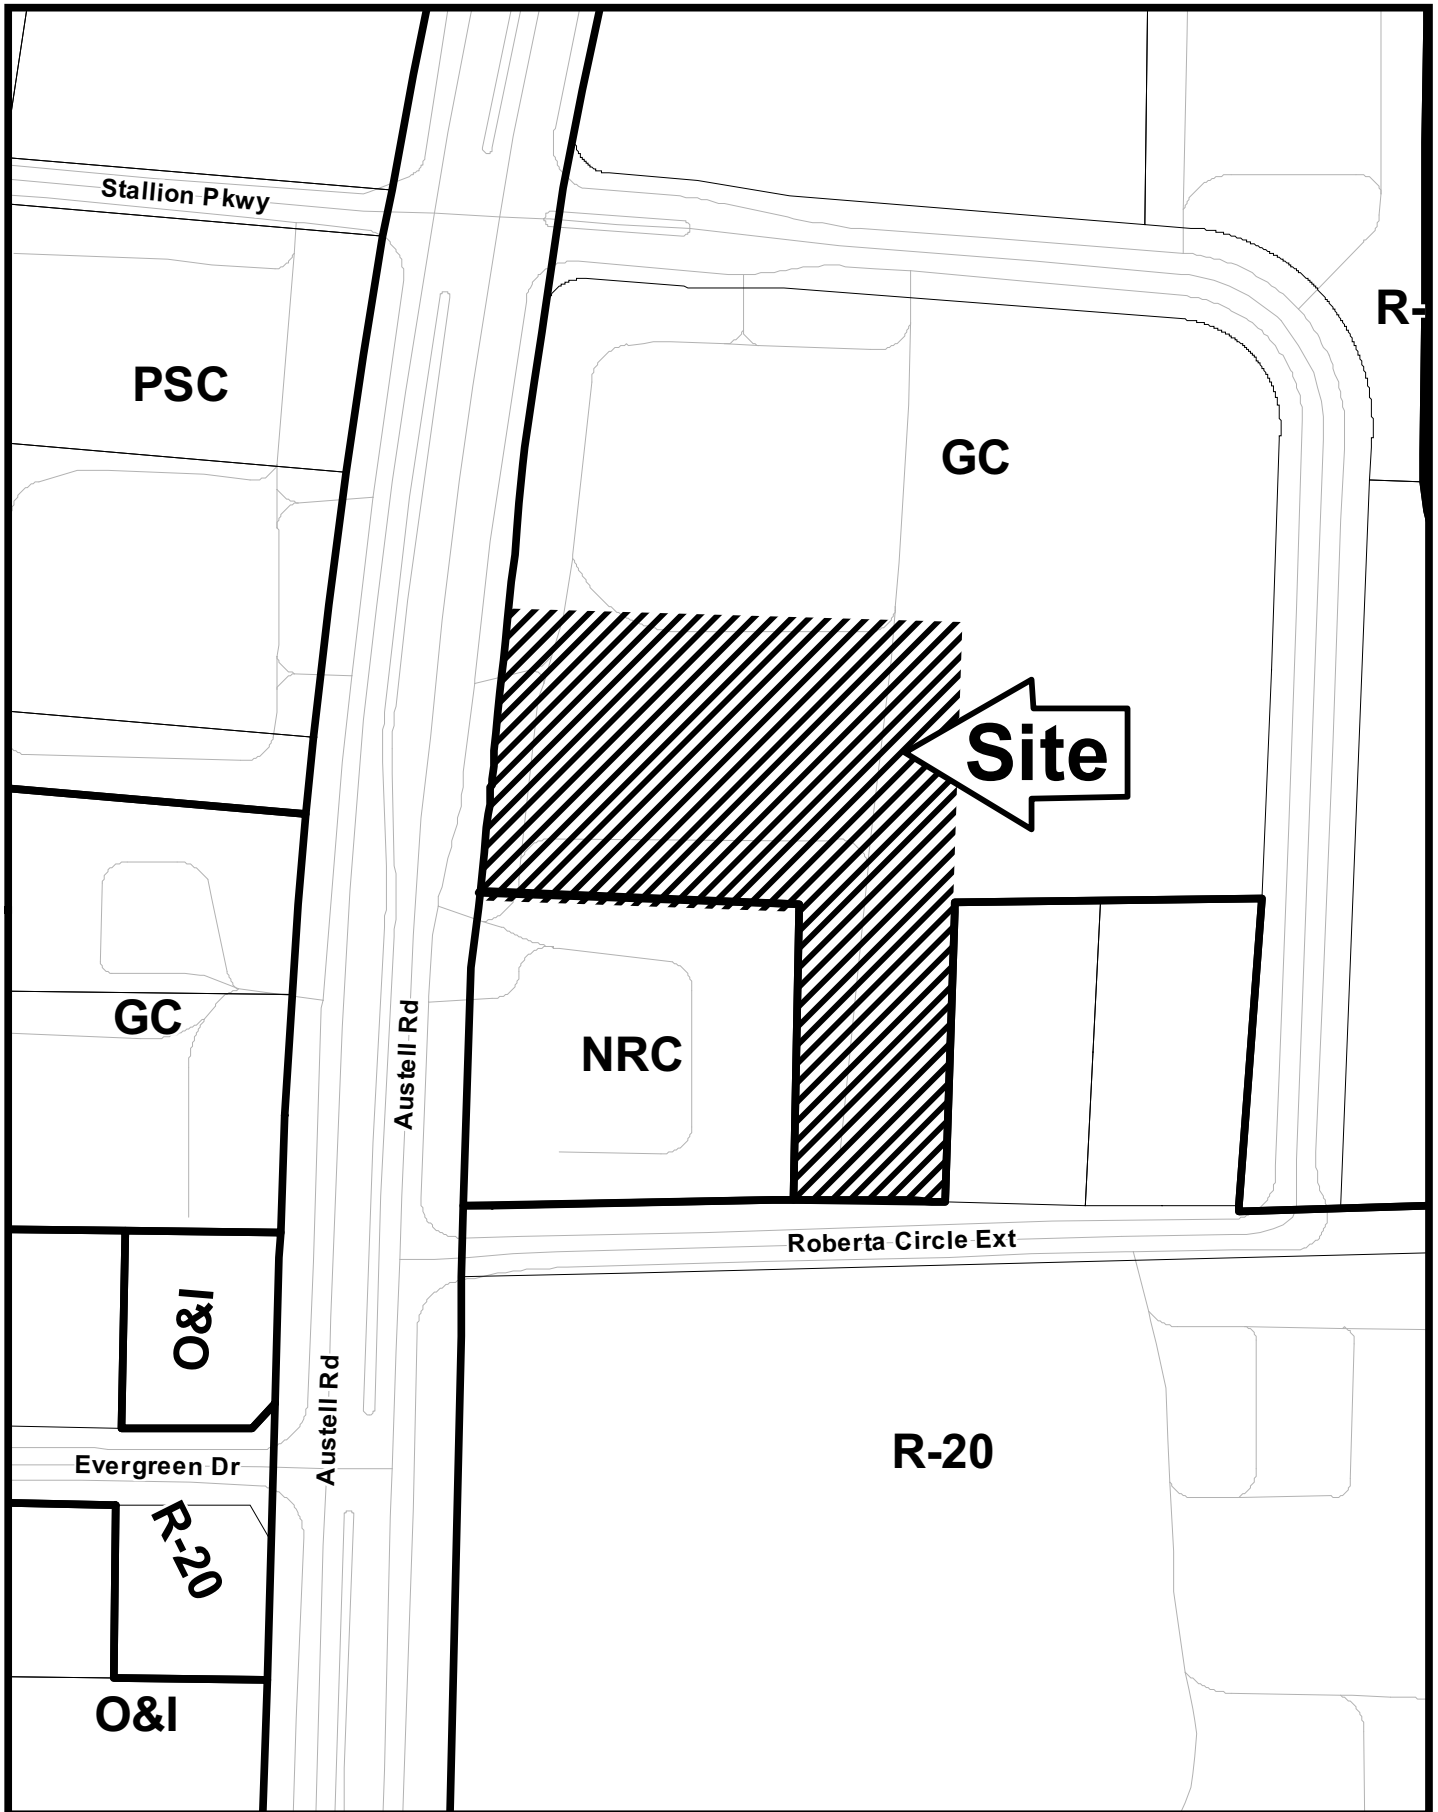 Stallion Pkwy
R-
PSC
GC
Site
GC
Austell Rd
NRC
Roberta Circle Ext
O&I
Austell Rd
R-20
Evergreen Dr
R-20
O&I